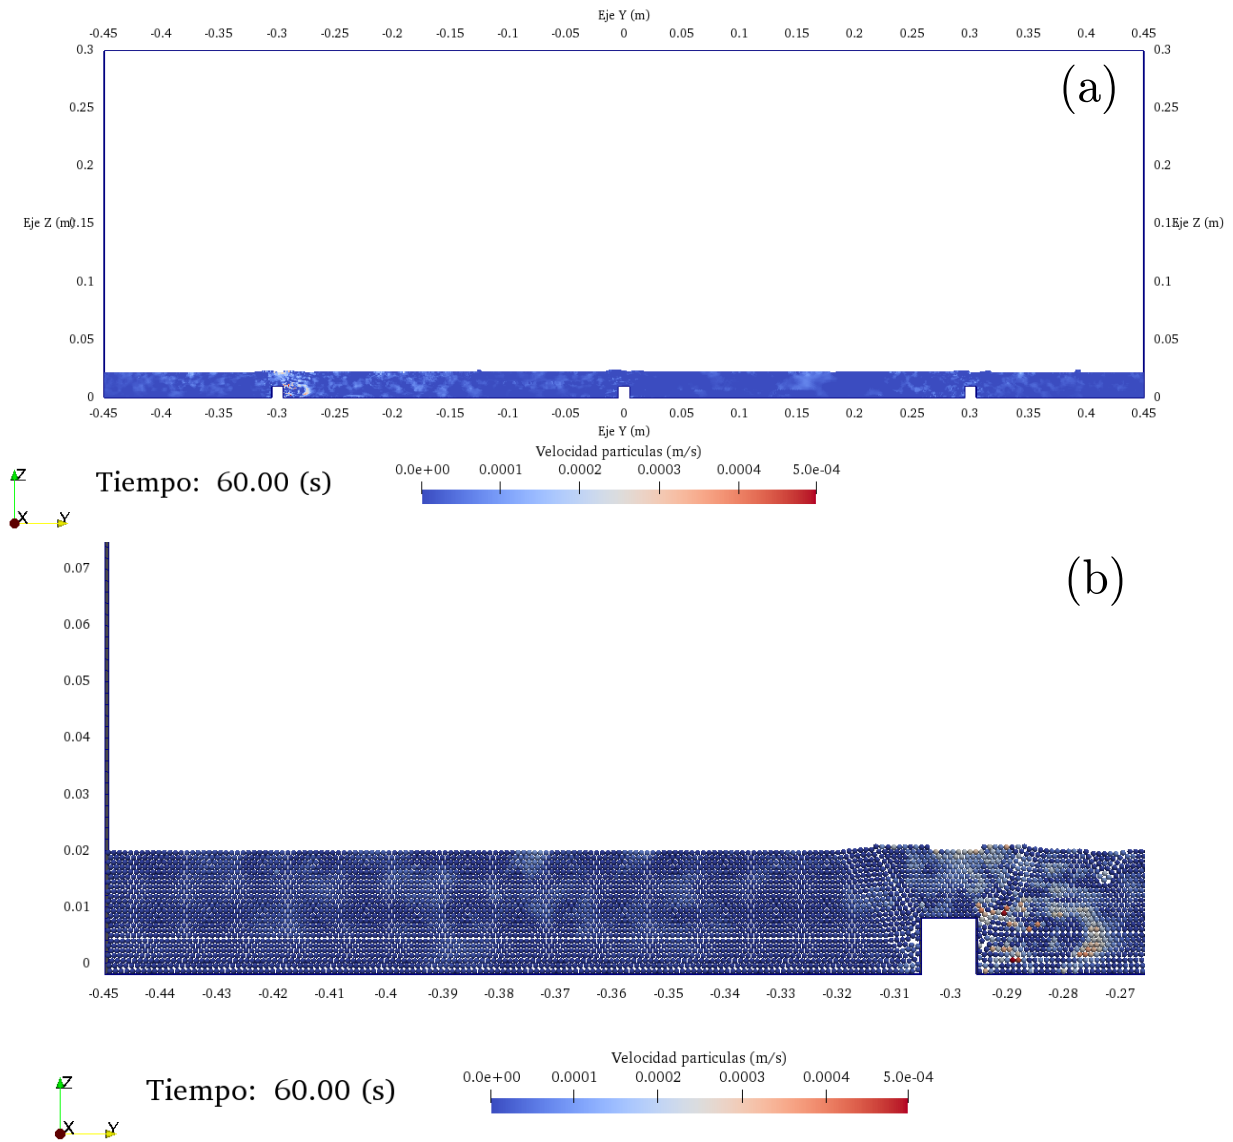 Eje Y (m)
-0.45 -0.4 -0.35 -0.3 -0.25 -0.2 -0.15 -0.1 -0.05 0 0.05 0.1 0.15 0.2 0.25 0.3 0.35 0.4 0.45
0.3 0.3
(a)
0.25 0.25
0.2 0.2
Eje Z (m) 0.15 0.1 Eje Z (m)
0.1 0.1
0.05 0.05
0 0
-0.45 -0.4 -0.35 -0.3 -0.25 -0.2 -0.15 -0.1 -0.05 0 0.05 0.1 0.15 0.2 0.25 0.3 0.35 0.4 0.45
Eje Y (m)
Velocidad particulas (m/s)
0.0e+00 0.0001 0.0002 0.0003 0.0004 5.0e-04
Z
X Y
Tiempo: 60.00 (s)
(b)
0.07
0.06
0.05
0.04
0.03
0.02
0.01
0
-0.45 -0.44 -0.43 -0.42 -0.41 -0.4 -0.39 -0.38 -0.37 -0.36 -0.35 -0.34 -0.33 -0.32 -0.31 -0.3 -0.29 -0.28 -0.27
Velocidad particulas (m/s)
0.0e+00 0.0001 0.0002 0.0003 0.0004 5.0e-04
Z
X Y
Tiempo: 60.00 (s)